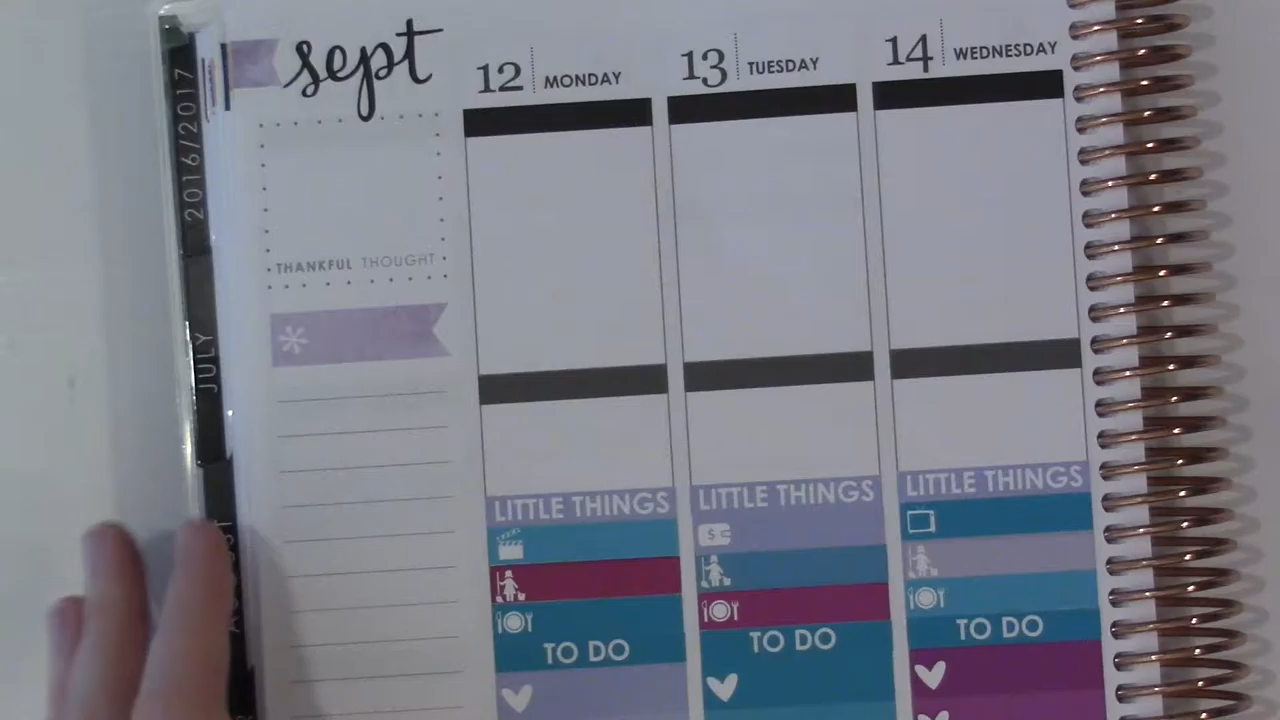 sept
12 MONDAY
13 TUESDAY
14 WEDNESDAY
2016/2017
THANKFUL THOUGHT
JULY
LITTLE THINGS
LITTLE THINGS
LITTLE THINGS
$
TO DO
TO DO
TO DO